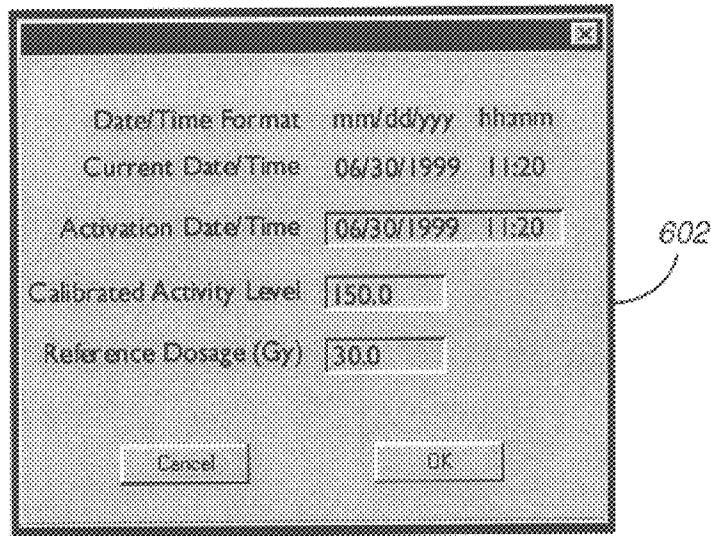 Date/Time Format mm/dd/yyy hh:mm
Current Date/Time 06/30/1999 11:20
Activation Date/Time 06/30/1999 11:20
602
Calibrated Activity Level 150.0
Reference Dosage (Gy) 30.0
Cancel OK